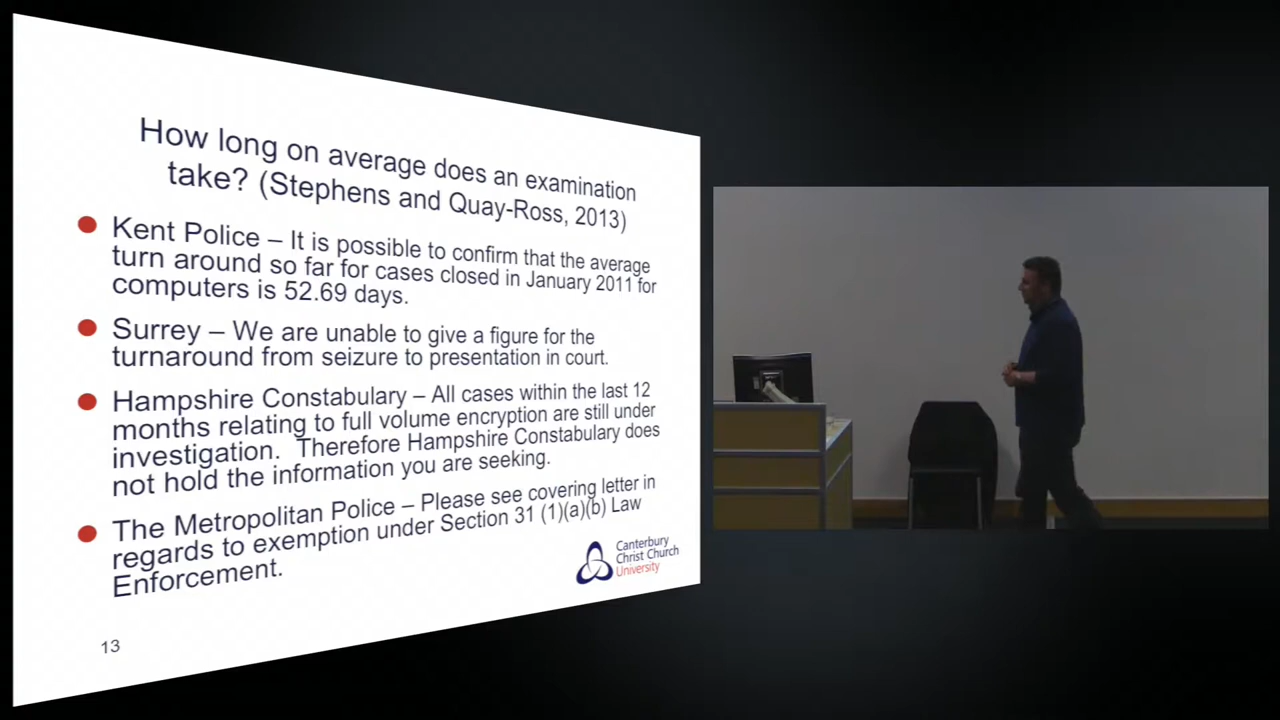 How long on average does an examination
take? (Stephens and Quay-Ross, 2013)
Kent Police – It is possible to confirm that the average
turn around so far for cases closed in January 2011 for
computers is 52.69 days.
Surrey – We are unable to give a figure for the
turnaround from seizure to presentation in court.
Hampshire Constabulary – All cases within the last 12
months relating to full volume encryption are still under
investigation.  Therefore Hampshire Constabulary does
not hold the information you are seeking.
The Metropolitan Police – Please see covering letter in
regards to exemption under Section 31 (1)(a)(b) Law
Enforcement.
Canterbury
Christ Church
University
13